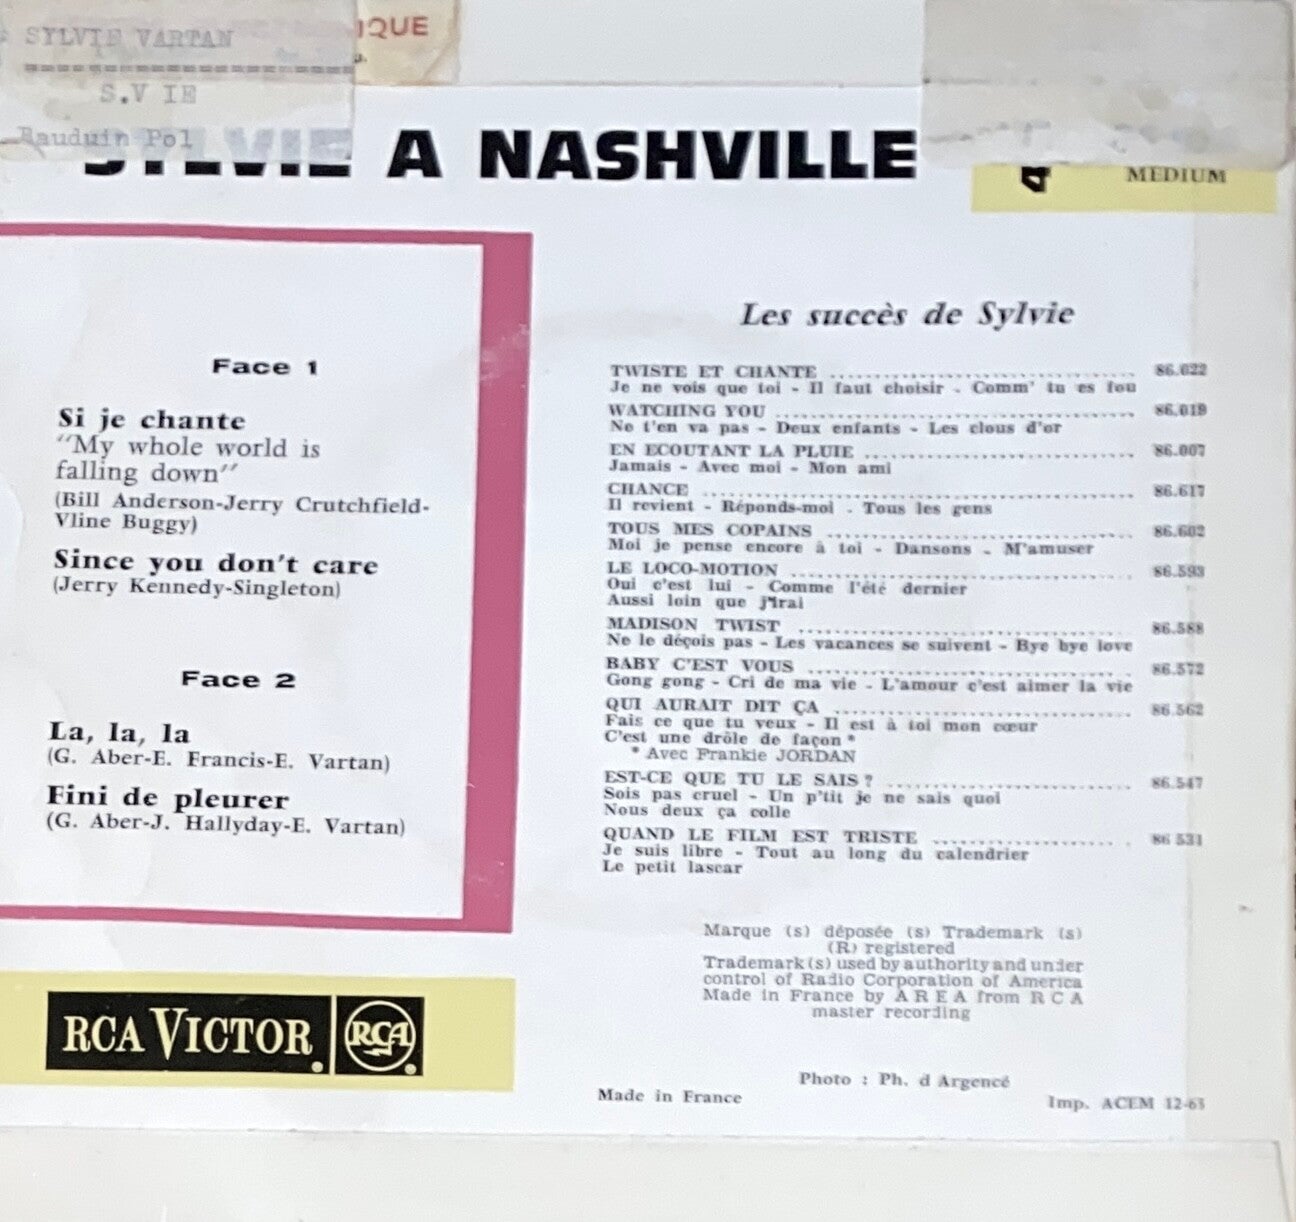 SYLVIE VARTAN
IQUE
S.V IE
Bauduin Pol
SYLVIE A NASHVILLE
MEDIUM
Face 1
Si je chante
"My whole world is
falling down"
(Bill Anderson-Jerry Crutchfield-
Vline Buggy)
Since you don't care
(Jerry Kennedy-Singleton)
Face 2
La, la, la
(G. Aber-E. Francis-E. Vartan)
Fini de pleurer
(G. Aber-J. Hallyday-E. Vartan)
RCA VICTOR
RCA
Les succès de Sylvie
TWISTE ET CHANTE ........ 86.022
Je ne vois que toi - Il faut choisir - Comm' tu es fou
WATCHING YOU ........ 86.019
Ne t'en va pas - Deux enfants - Les clous d'or
EN ECOUTANT LA PLUIE ........ 86.007
Jamais - Avec moi - Mon ami
CHANCE ........ 86.617
Il revient - Réponds-moi - Tous les gens
TOUS MES COPAINS ........ 86.602
Moi je pense encore à toi - Dansons - M'amuser
LE LOCO-MOTION ........ 86.593
Oui c'est lui - Comme l'été dernier
Aussi loin que j'irai
MADISON TWIST ........ 86.588
Ne le déçois pas - Les vacances se suivent - Bye bye love
BABY C'EST VOUS ........ 86.572
Gong gong - Cri de ma vie - L'amour c'est aimer la vie
QUI AURAIT DIT ÇA ........ 86.562
Fais ce que tu veux - Il est à toi mon cœur
C'est une drôle de façon *
* Avec Frankie JORDAN
EST-CE QUE TU LE SAIS ? ........ 86.547
Sois pas cruel - Un p'tit je ne sais quoi
Nous deux ça colle
QUAND LE FILM EST TRISTE ........ 86 531
Je suis libre - Tout au long du calendrier
Le petit lascar
Marque (s) déposée (s) Trademark (s)
(R) registered
Trademark(s) used by authority and under
control of Radio Corporation of America
Made in France by A R E A from R C A
master recording
Photo : Ph. d Argencé
Made in France
Imp. ACEM 12-63